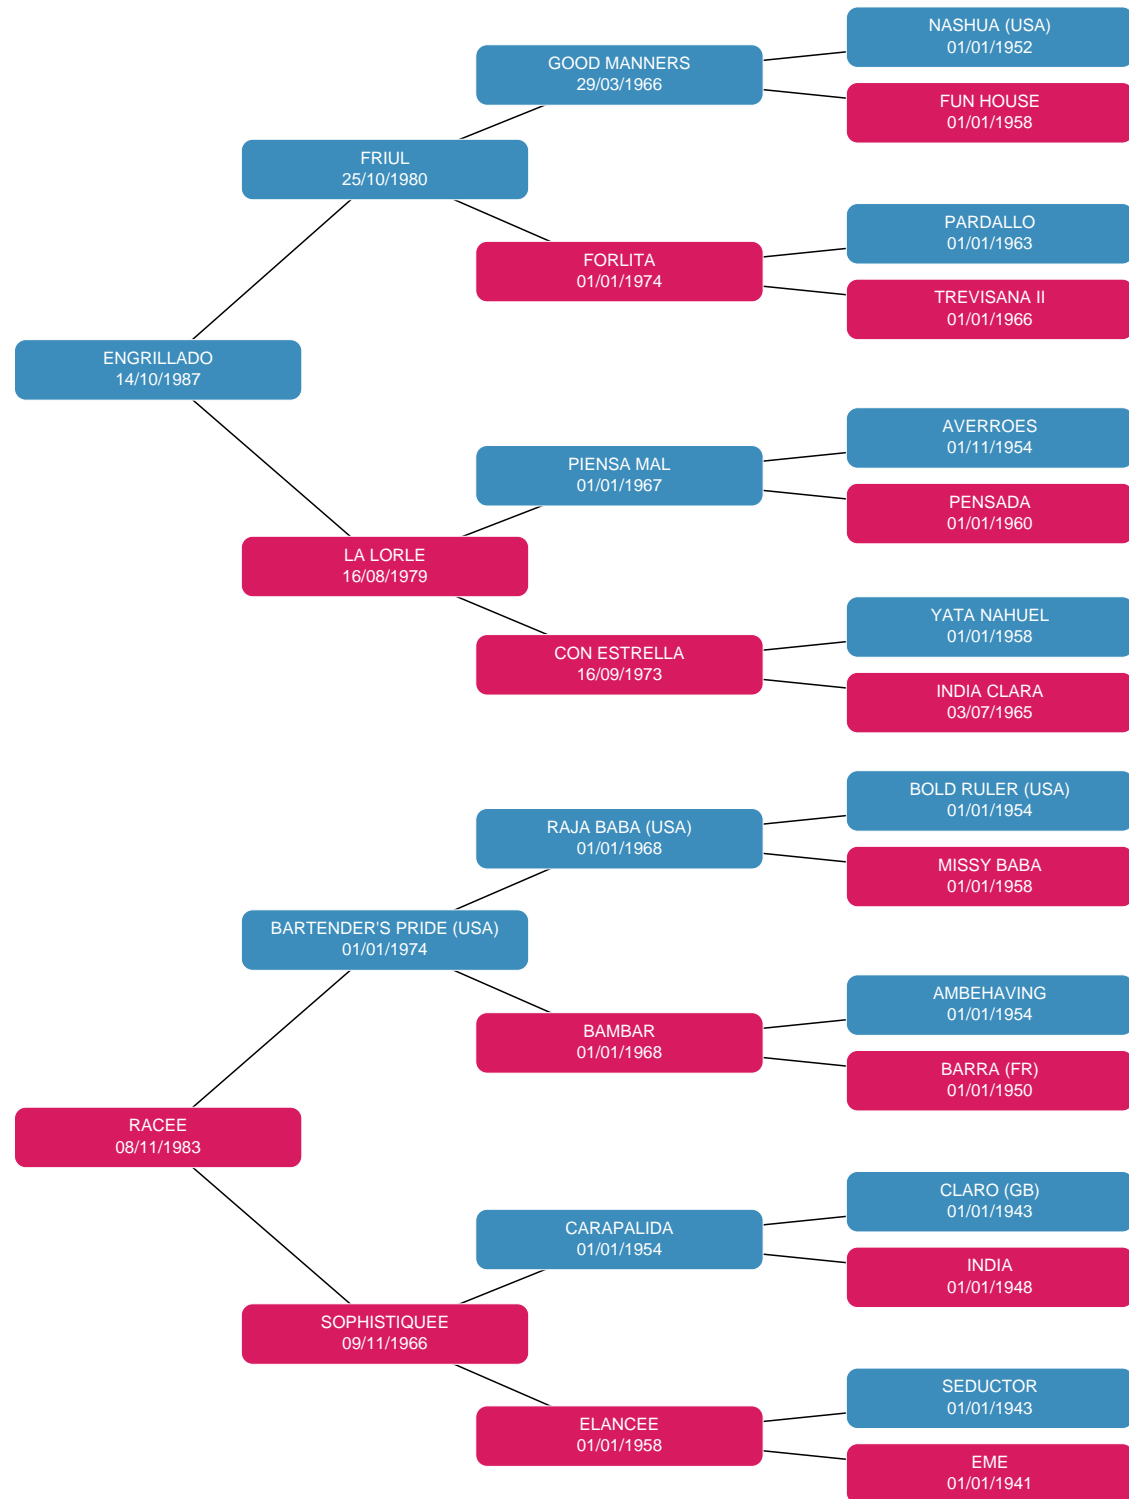 NASHUA (USA)
01/01/1952
GOOD MANNERS
29/03/1966
FUN HOUSE
01/01/1958
FRIUL
25/10/1980
PARDALLO
01/01/1963
FORLITA
01/01/1974
TREVISANA II
01/01/1966
ENGRILLADO
14/10/1987
AVERROES
01/11/1954
PIENSA MAL
01/01/1967
PENSADA
01/01/1960
LA LORLE
16/08/1979
YATA NAHUEL
01/01/1958
CON ESTRELLA
16/09/1973
INDIA CLARA
03/07/1965
BOLD RULER (USA)
01/01/1954
RAJA BABA (USA)
01/01/1968
MISSY BABA
01/01/1958
BARTENDER'S PRIDE (USA)
01/01/1974
AMBEHAVING
01/01/1954
BAMBAR
01/01/1968
BARRA (FR)
01/01/1950
RACEE
08/11/1983
CLARO (GB)
01/01/1943
CARAPALIDA
01/01/1954
INDIA
01/01/1948
SOPHISTIQUEE
09/11/1966
SEDUCTOR
01/01/1943
ELANCEE
01/01/1958
EME
01/01/1941